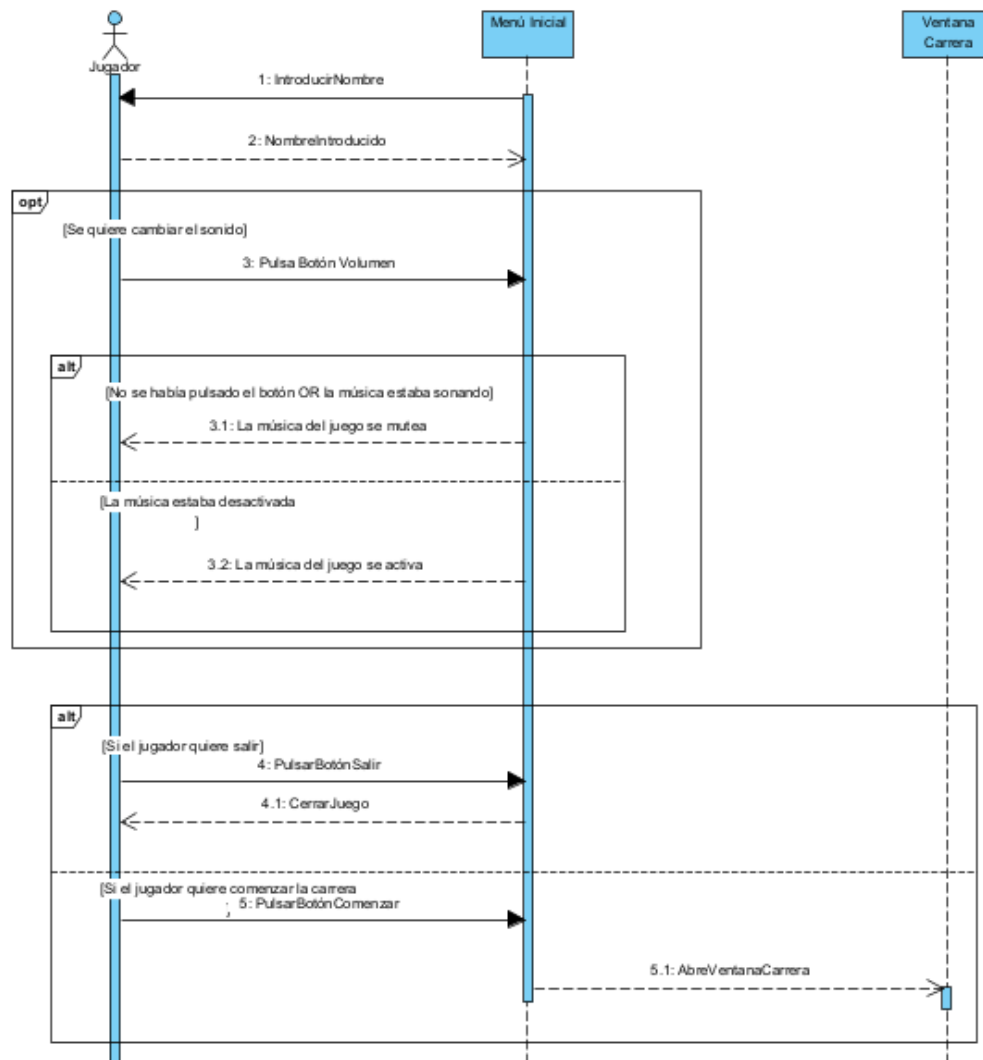 Jugador
Menú Inicial
Ventana
Carrera
1: IntroducirNombre
2: NombreIntroducido
opt
[Se quiere cambiar el sonido]
3: Pulsa Botón Volumen
alt
[No se había pulsado el botón OR la música estaba sonando]
3.1: La música del juego se mutea
[La música estaba desactivada
]
3.2: La música del juego se activa
alt
[Si el jugador quiere salir]
4: PulsarBotónSalir
4.1: CerrarJuego
[Si el jugador quiere comenzar la carrera
]
5: PulsarBotónComenzar
5.1: AbreVentanaCarrera